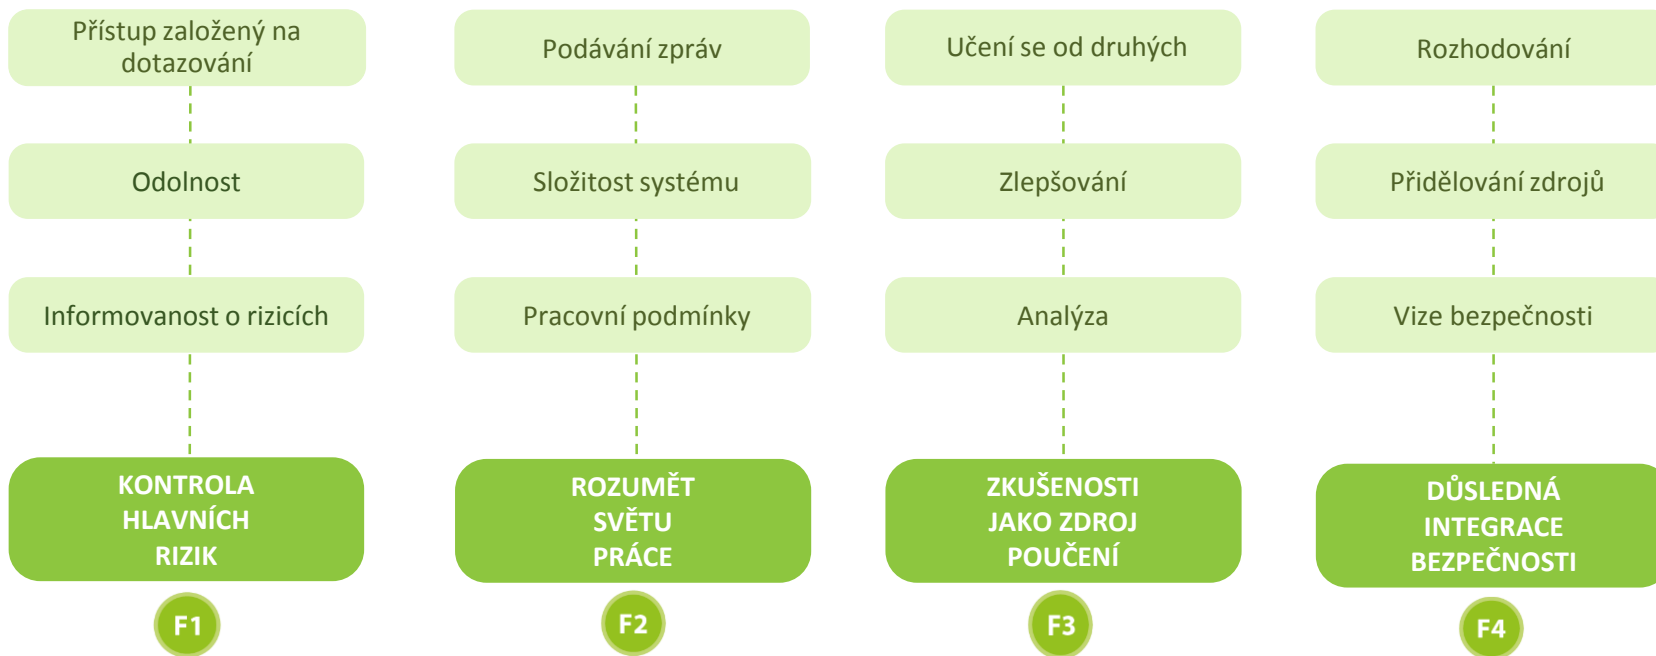 Přístup založený na
dotazování
Podávání zpráv
Učení se od druhých
Rozhodování
Odolnost
Složitost systému
Zlepšování
Přidělování zdrojů
Informovanost o rizicích
Pracovní podmínky
Analýza
Vize bezpečnosti
KONTROLA
HLAVNÍCH
RIZIK
ROZUMĚT
SVĚTU
PRÁCE
ZKUŠENOSTI
JAKO ZDROJ
POUČENÍ
DŮSLEDNÁ
INTEGRACE
BEZPEČNOSTI
F1
F2
F3
F4